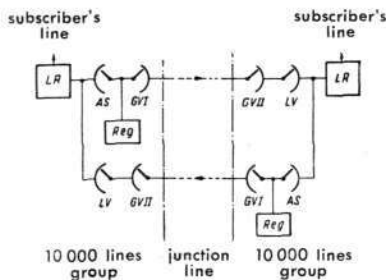 subscriber's line
subscriber's line
LR
AS
GVI
Reg
GVII
LV
LR
LV
GVII
GVI
AS
Reg
10 000 lines group
junction line
10 000 lines group